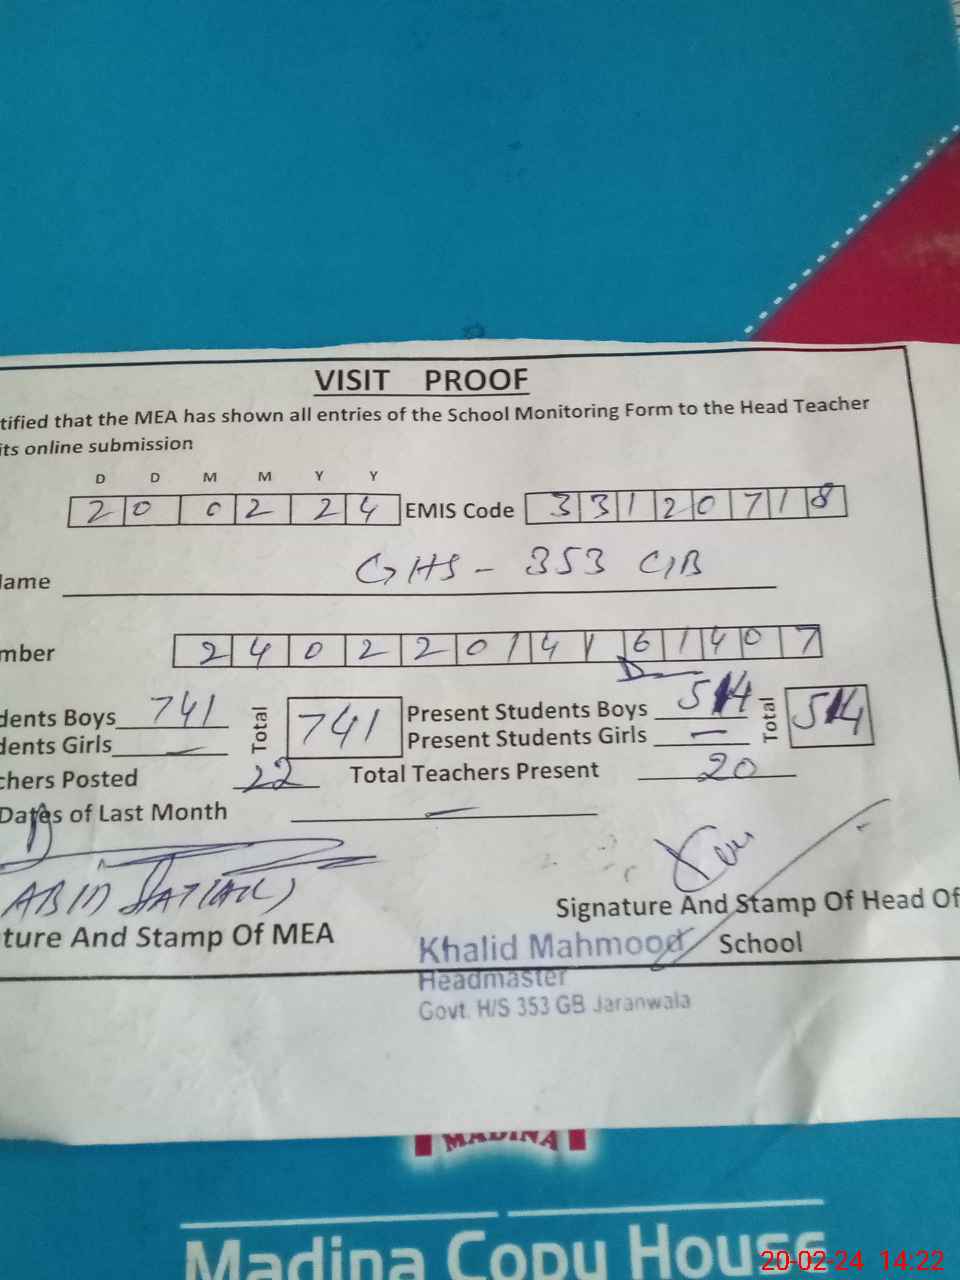 VISIT PROOF
tified that the MEA has shown all entries of the School Monitoring Form to the Head Teacher
its online submission
D D M M Y Y
20 02 24 EMIS Code 33120718
lame GHS - 353 G/B
mber 24022014161407
dents Boys 741 Total 741 Present Students Boys 514 Total 514
dents Girls — Present Students Girls —
chers Posted 22 Total Teachers Present 20
Dates of Last Month —
ABID
Signature And Stamp Of Head Of
ture And Stamp Of MEA School
Khalid Mahmood
Headmaster
Govt. H/S 353 GB Jaranwala
MADINA
Madina Copy House
20-02-24 14:22